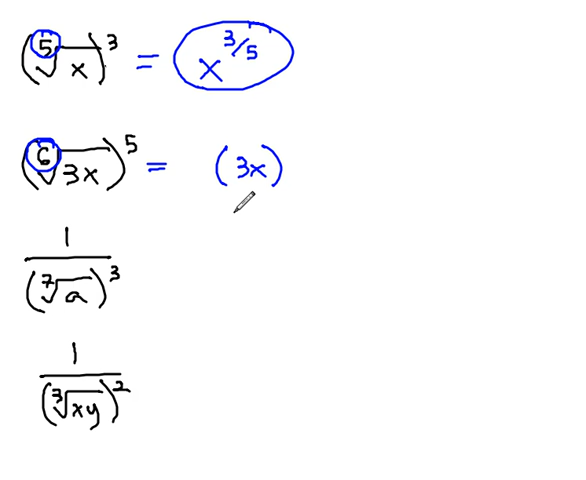 (⁵√x)³ = x^{3/5}
(⁶√3x)⁵ = (3x)
1/(⁷√a)³
1/(³√xy)²